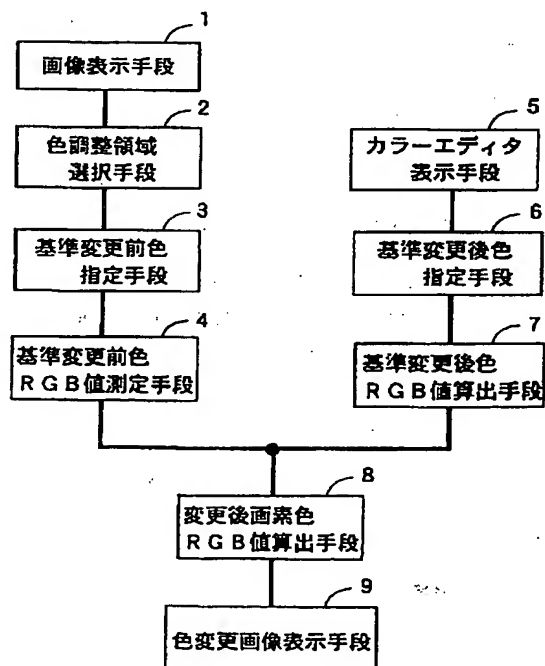 1
画像表示手段
2
色調整領域
選択手段
3
基準変更前色
指定手段
4
基準変更前色
RGB値測定手段
5
カラーエディタ
表示手段
6
基準変更後色
指定手段
7
基準変更後色
RGB値算出手段
8
変更後画素色
RGB値算出手段
9
色変更画像表示手段